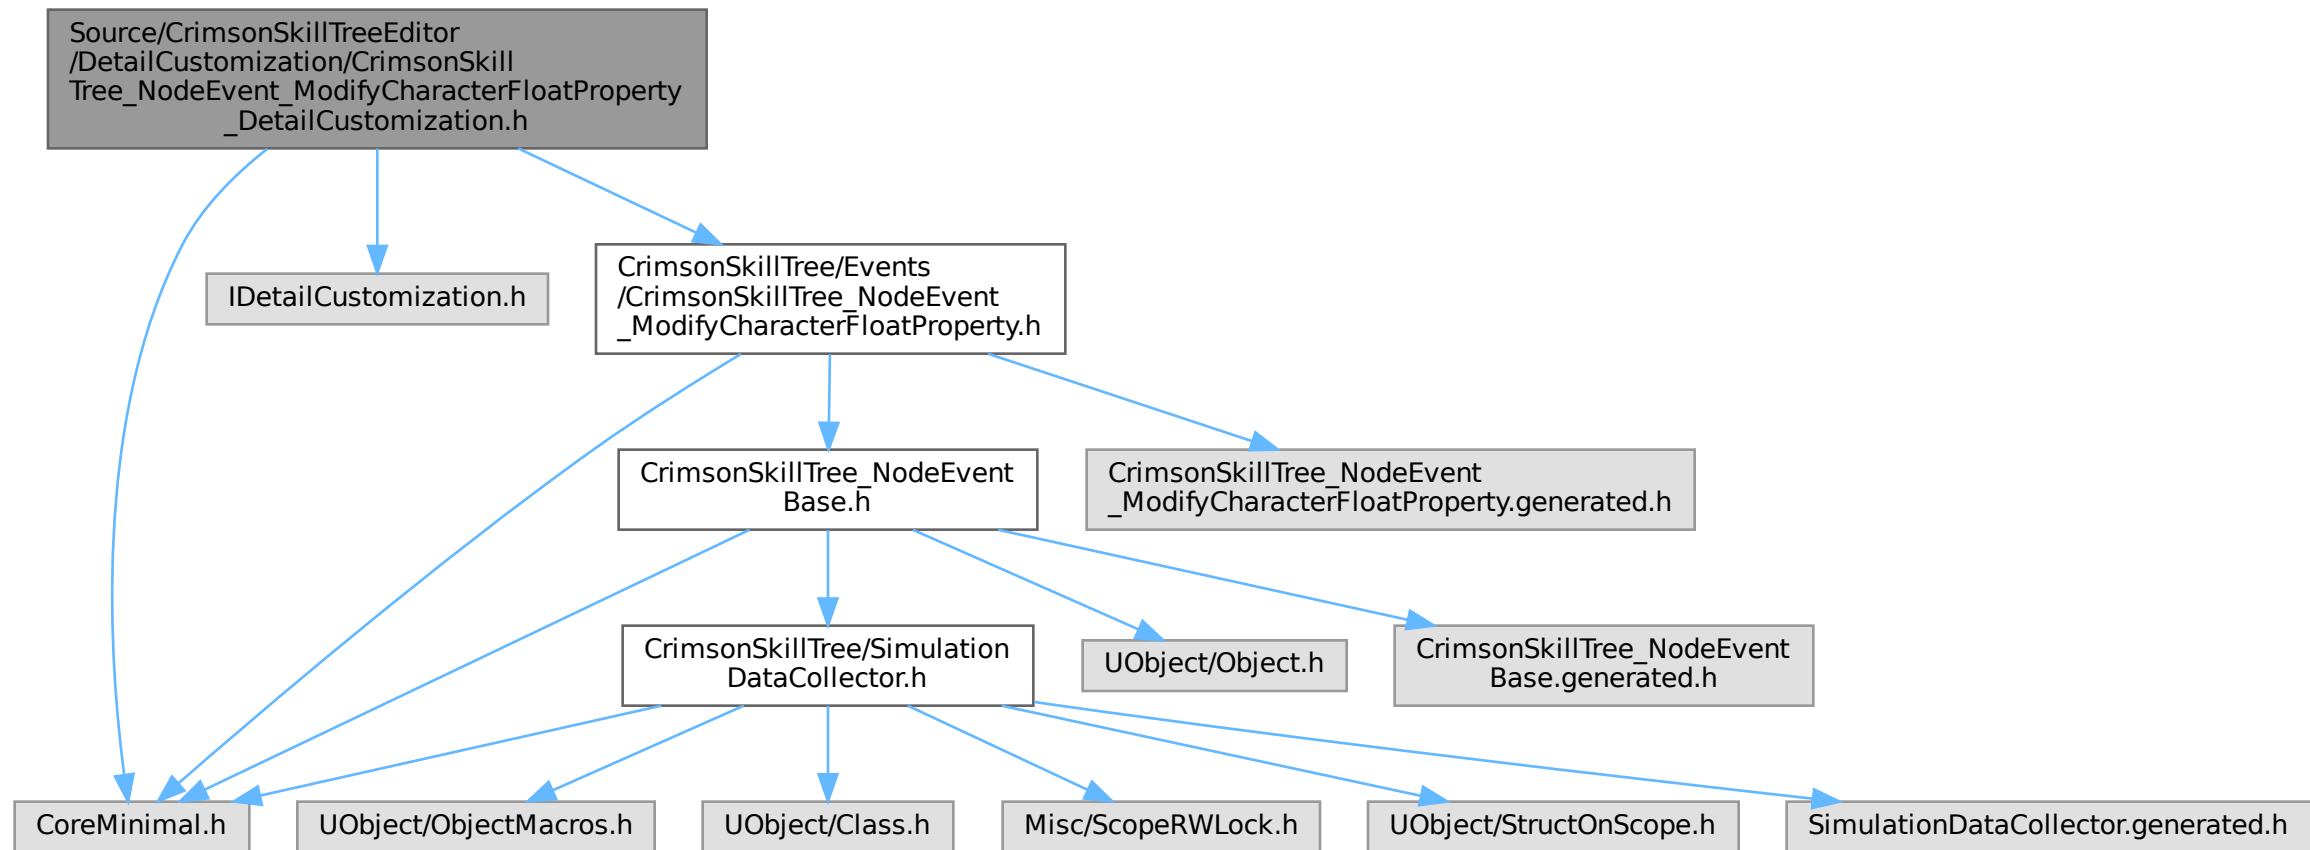 Source/CrimsonSkillTreeEditor
/DetailCustomization/CrimsonSkill
Tree_NodeEvent_ModifyCharacterFloatProperty
_DetailCustomization.h
IDetailCustomization.h
CrimsonSkillTree/Events
/CrimsonSkillTree_NodeEvent
_ModifyCharacterFloatProperty.h
CrimsonSkillTree_NodeEvent
Base.h
CrimsonSkillTree_NodeEvent
_ModifyCharacterFloatProperty.generated.h
CrimsonSkillTree/Simulation
DataCollector.h
UObject/Object.h
CrimsonSkillTree_NodeEvent
Base.generated.h
CoreMinimal.h
UObject/ObjectMacros.h
UObject/Class.h
Misc/ScopeRWLock.h
UObject/StructOnScope.h
SimulationDataCollector.generated.h